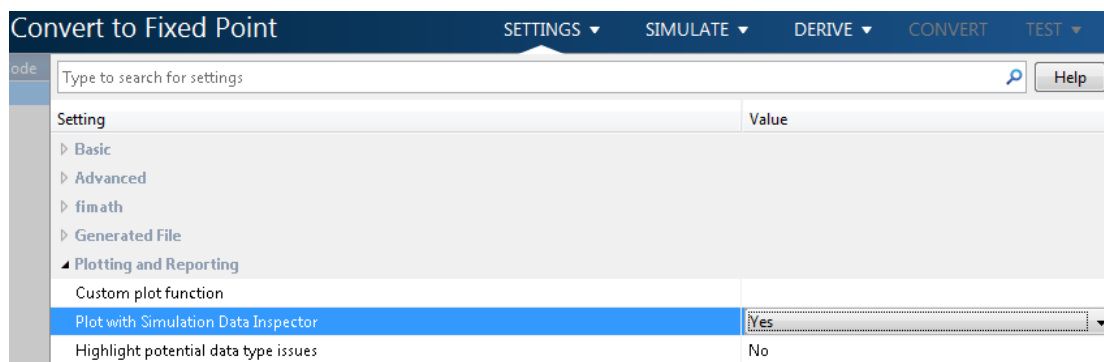 Convert to Fixed Point SETTINGS SIMULATE DERIVE CONVERT TEST
ode
Type to search for settings Help
Setting Value
Basic
Advanced
fimath
Generated File
Plotting and Reporting
Custom plot function
Plot with Simulation Data Inspector Yes
Highlight potential data type issues No